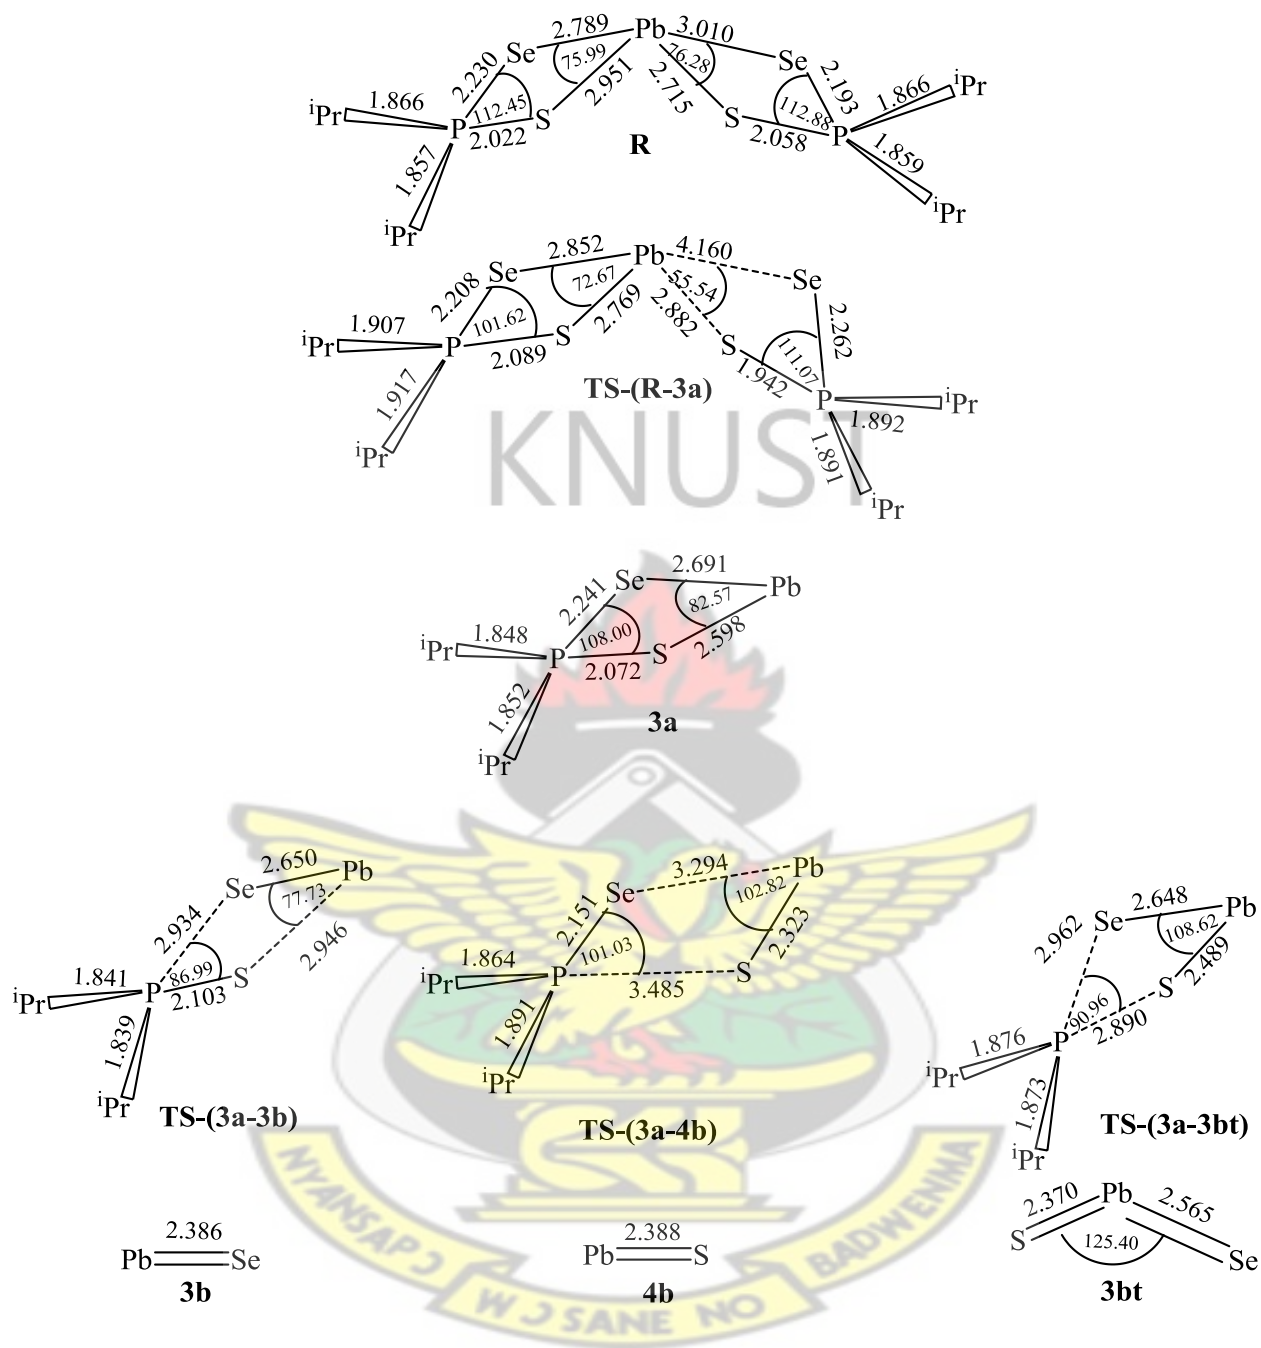 2.789 Pb 3.010
Se 75.99 76.28 Se
2.230 2.951 2.715 2.193
iPr 1.866 112.45 S S 112.88 1.866 iPr
P 2.022 R 2.058 P
1.857 1.859
iPr iPr
2.852 Pb 4.160
Se 72.67 55.54 Se
2.208 2.769 2.882 2.262
1.907 101.62 S S 111.07
iPr P 2.089 1.942
1.917 TS-(R-3a) P 1.892 iPr
iPr 1.891
iPr
KNUST
Se 2.691 Pb
2.241 82.57
iPr 1.848 108.00 2.598
P 2.072 S
1.852 3a
iPr
2.650 Pb 3.294 Pb
Se 77.73 Se 102.82 2.648 Pb
2.934 2.946 2.151 2.323 2.962 Se 108.62
1.841 86.99 S 1.864 101.03 S 2.489
iPr P 2.103 iPr P 3.485 90.96 S
1.839 1.891 1.876 P 2.890
iPr iPr iPr 1.873
TS-(3a-3b) TS-(3a-4b) TS-(3a-3bt)
iPr
2.386 2.388 2.370 Pb 2.565
Pb Se Pb S S 125.40 Se
3b 4b 3bt
NYANSAPƆ WƆ SANE NO BADWENMA